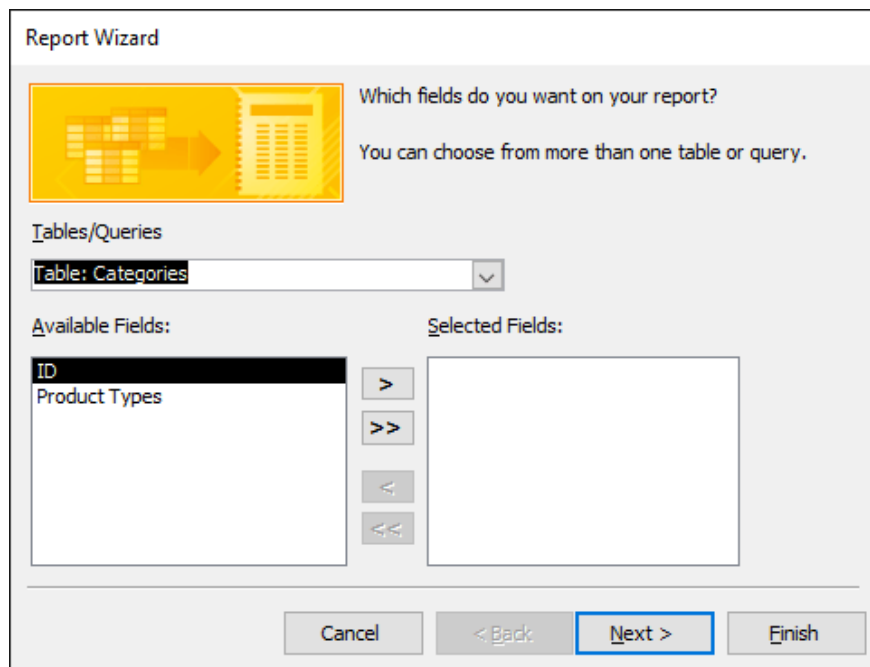 Report Wizard
Which fields do you want on your report?
You can choose from more than one table or query.
Tables/Queries
Table: Categories
Available Fields:
Selected Fields:
ID
Product Types
>
>>
<
<<
Cancel
< Back
Next >
Finish